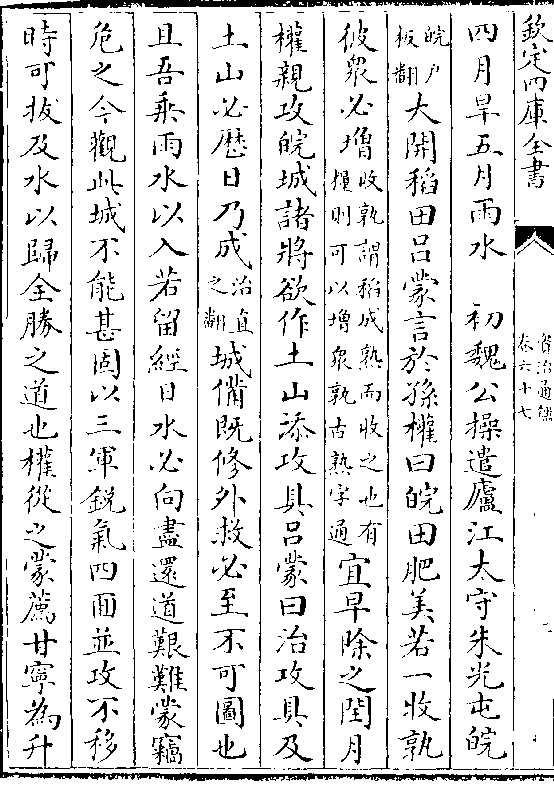 欽定四庫全書
資治通鑑
卷六十七
四月旱五月雨水　初魏公操遣廬江太守朱光屯皖
皖户
板翻
大開稻田吕蒙言於孫權曰皖田肥美若一收孰
彼衆必增
收孰謂稻成熟而收之也有
糧則可以增衆孰古熟字通
宜早除之閏月
權親攻皖城諸將欲作土山添攻具吕蒙曰治攻具及
土山必歷日乃成
治直
之翻
城備既修外救必至不可圖也
且吾乘雨水以入若留經日水必向盡還道艱難蒙竊
危之今觀此城不能甚固以三軍銳氣四面並攻不移
時可拔及水以歸全勝之道也權從之蒙薦甘寧為升